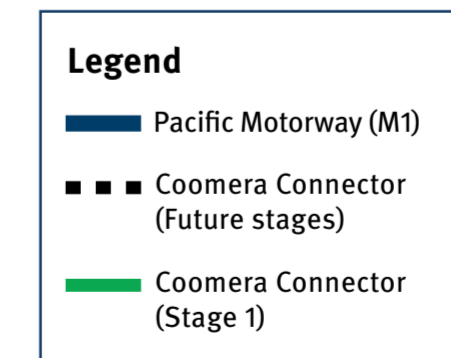 Legend
Pacific Motorway (M1)
Coomera Connector
(Future stages)
Coomera Connector
(Stage 1)